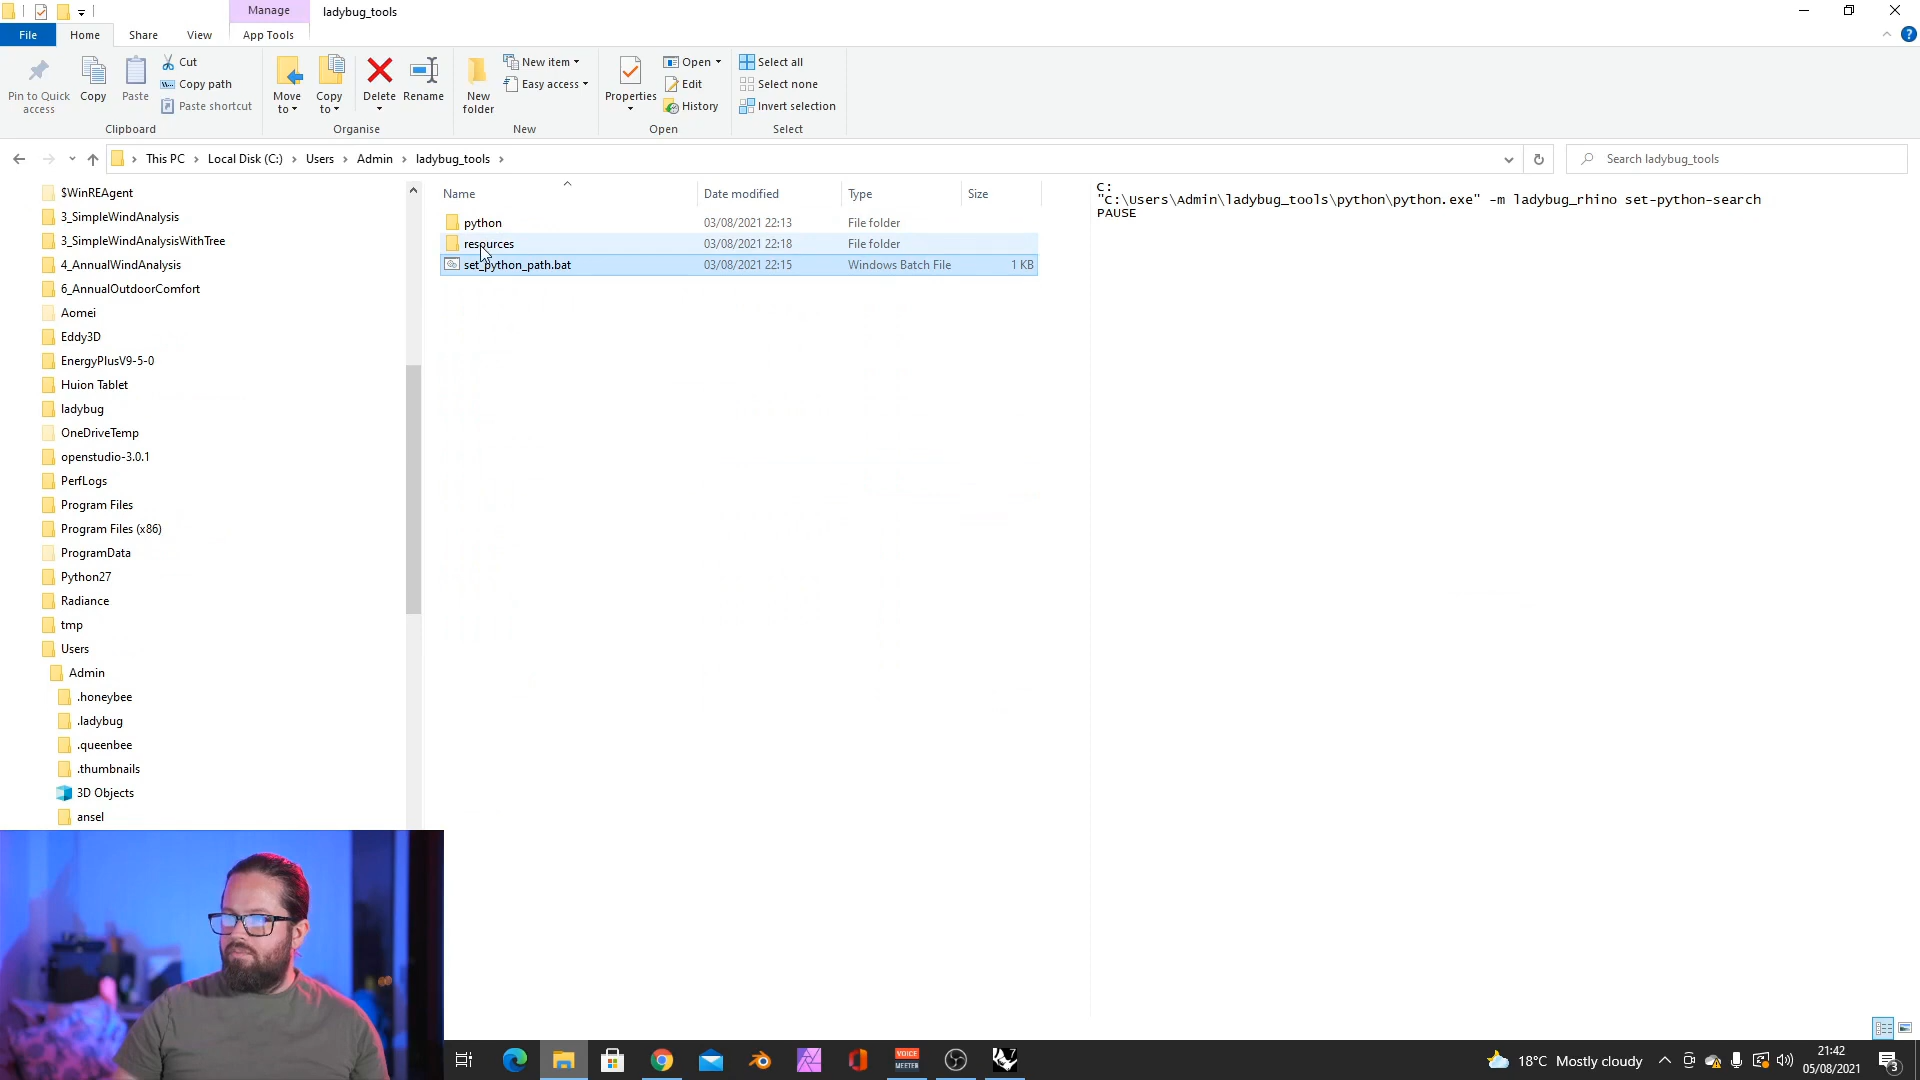 Manage
ladybug_tools
File
Home
Share
View
App Tools
Pin to Quick
access
Copy
Paste
Cut
Copy path
Paste shortcut
Clipboard
Move
to
Copy
to
Delete
Rename
Organise
New
folder
New item
Easy access
New
Properties
Open
Edit
History
Open
Select all
Select none
Invert selection
Select
This PC
Local Disk (C:)
Users
Admin
ladybug_tools
Search ladybug_tools
$WinREAgent
3_SimpleWindAnalysis
3_SimpleWindAnalysisWithTree
4_AnnualWindAnalysis
6_AnnualOutdoorComfort
Aomei
Eddy3D
EnergyPlusV9-5-0
Huion Tablet
ladybug
OneDriveTemp
openstudio-3.0.1
PerfLogs
Program Files
Program Files (x86)
ProgramData
Python27
Radiance
tmp
Users
Admin
.honeybee
.ladybug
.queenbee
.thumbnails
3D Objects
ansel
Name Date modified Type Size
python 03/08/2021 22:13 File folder
resources 03/08/2021 22:18 File folder
set_python_path.bat 03/08/2021 22:15 Windows Batch File 1 KB
C:
"C:\Users\Admin\ladybug_tools\python\python.exe" -m ladybug_rhino set-python-search
PAUSE
VOICE
MEETER
7
18°C Mostly cloudy
21:42
05/08/2021
3